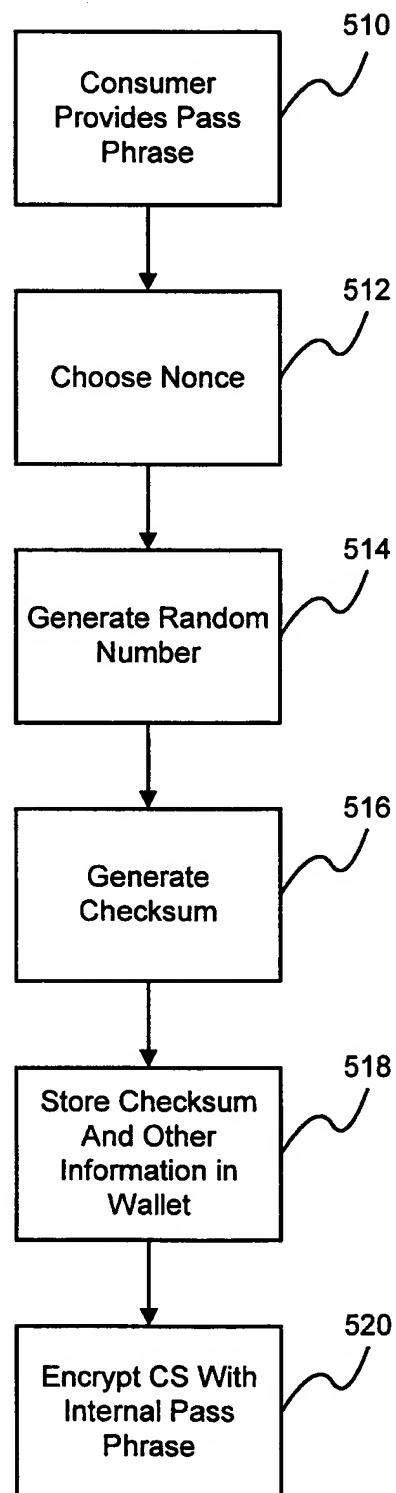 510
Consumer
Provides Pass
Phrase
512
Choose Nonce
514
Generate Random
Number
516
Generate
Checksum
518
Store Checksum
And Other
Information in
Wallet
520
Encrypt CS With
Internal Pass
Phrase